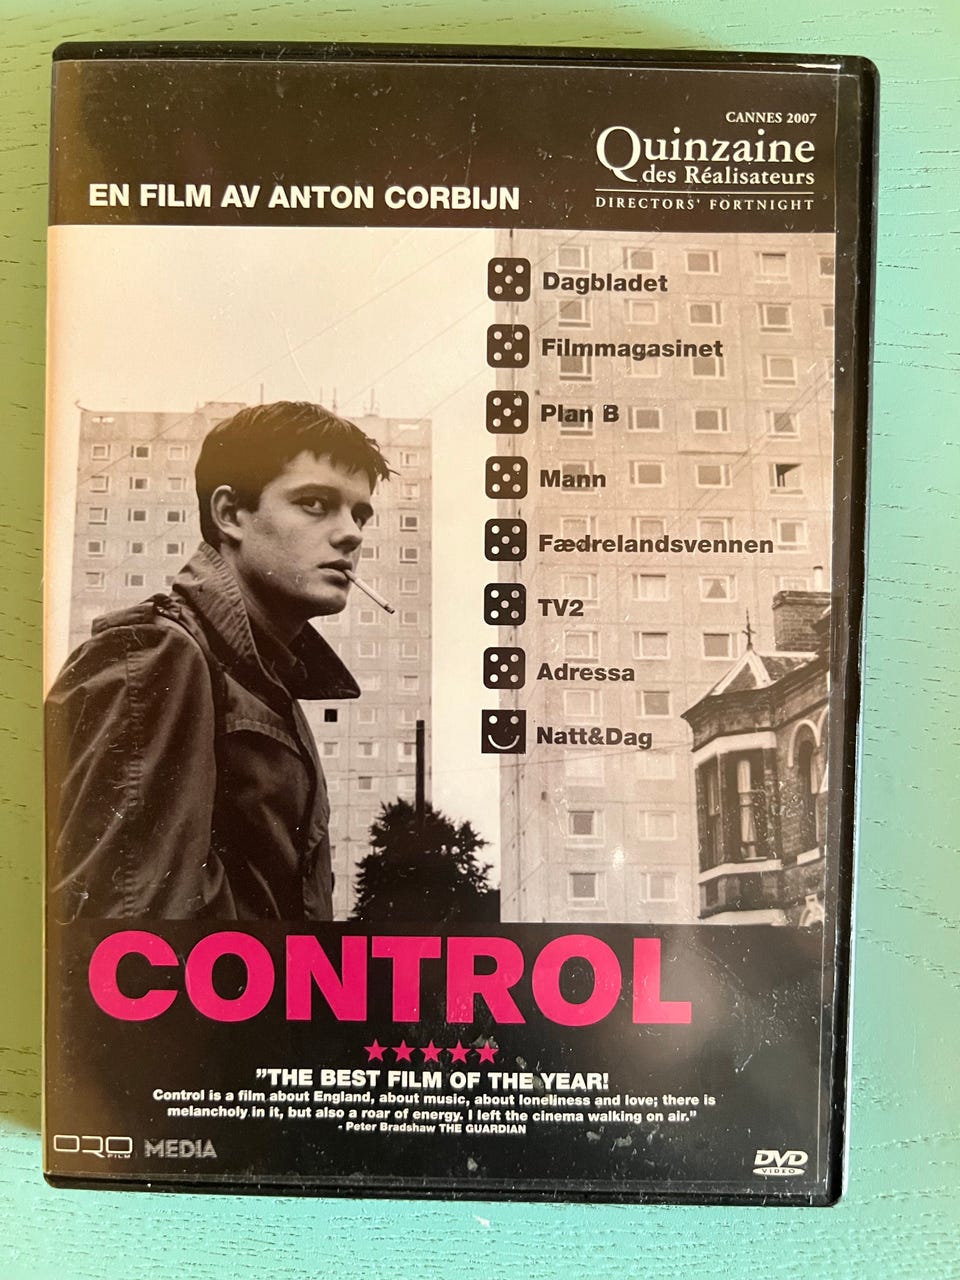 CANNES 2007
Quinzaine
des Réalisateurs
DIRECTORS' FORTNIGHT
EN FILM AV ANTON CORBIJN
Dagbladet
Filmmagasinet
Plan B
Mann
Fædrelandsvennen
TV2
Adressa
Natt&Dag
CONTROL
"THE BEST FILM OF THE YEAR!
Control is a film about England, about music, about loneliness and love; there is
melancholy in it, but also a roar of energy. I left the cinema walking on air."
- Peter Bradshaw THE GUARDIAN
ORO FILM MEDIA
DVD
VIDEO